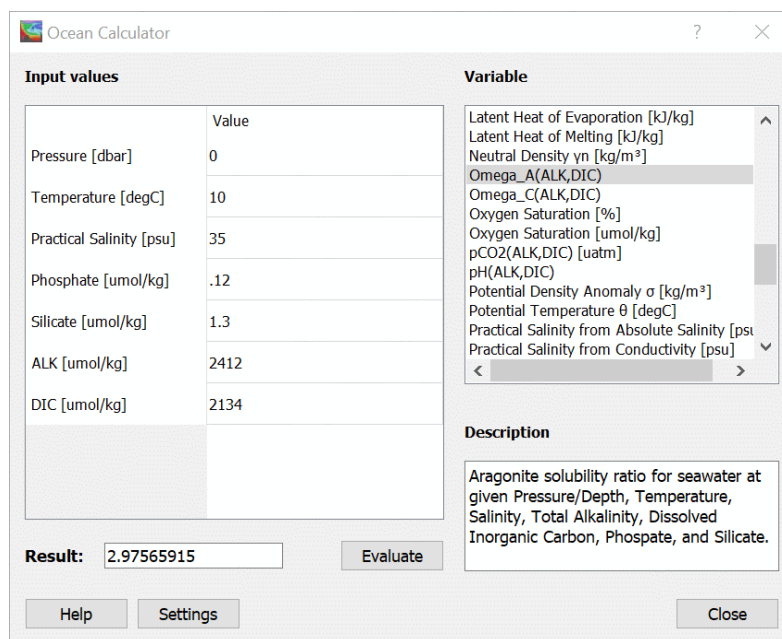 Ocean Calculator
Input values
Value
Pressure [dbar] 0
Temperature [degC] 10
Practical Salinity [psu] 35
Phosphate [umol/kg] .12
Silicate [umol/kg] 1.3
ALK [umol/kg] 2412
DIC [umol/kg] 2134
Result: 2.97565915
Evaluate
Help
Settings
Variable
Latent Heat of Evaporation [kJ/kg]
Latent Heat of Melting [kJ/kg]
Neutral Density γn [kg/m³]
Omega_A(ALK,DIC)
Omega_C(ALK,DIC)
Oxygen Saturation [%]
Oxygen Saturation [umol/kg]
pCO2(ALK,DIC) [uatm]
pH(ALK,DIC)
Potential Density Anomaly σ [kg/m³]
Potential Temperature θ [degC]
Practical Salinity from Absolute Salinity [psu
Practical Salinity from Conductivity [psu]
Description
Aragonite solubility ratio for seawater at
given Pressure/Depth, Temperature,
Salinity, Total Alkalinity, Dissolved
Inorganic Carbon, Phospate, and Silicate.
Close